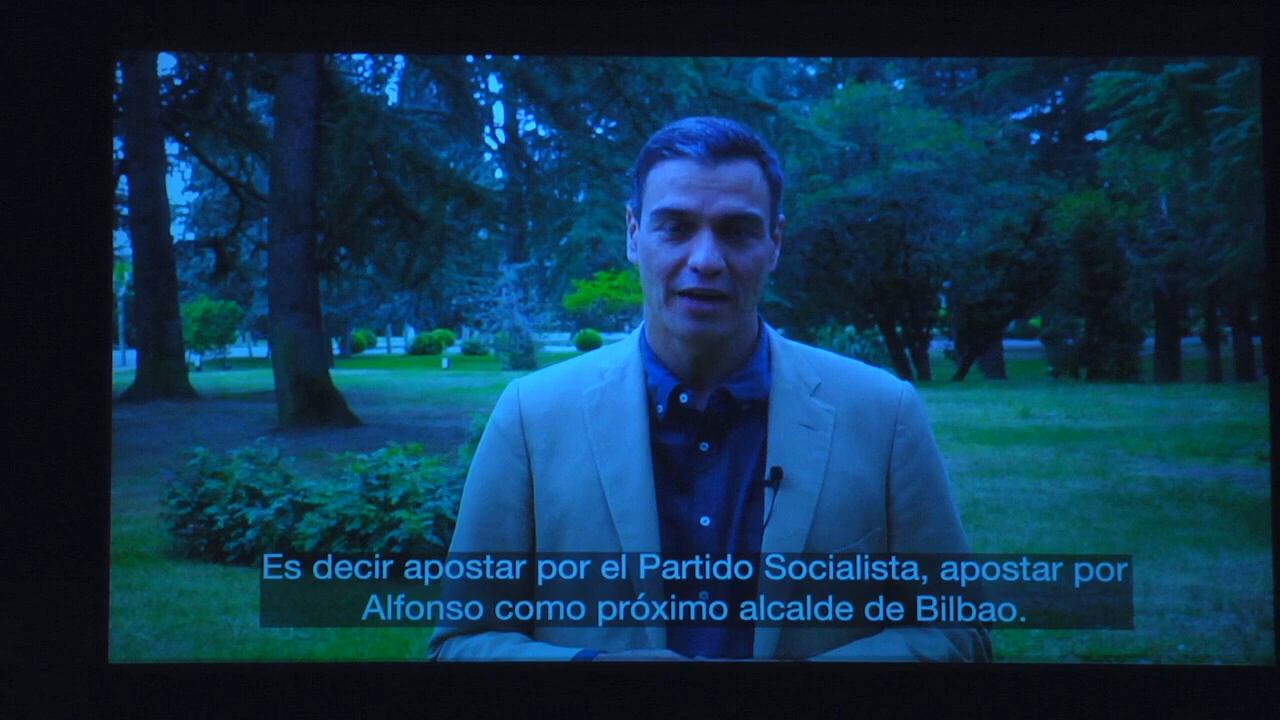 Es decir apostar por el Partido Socialista, apostar por
Alfonso como próximo alcalde de Bilbao.